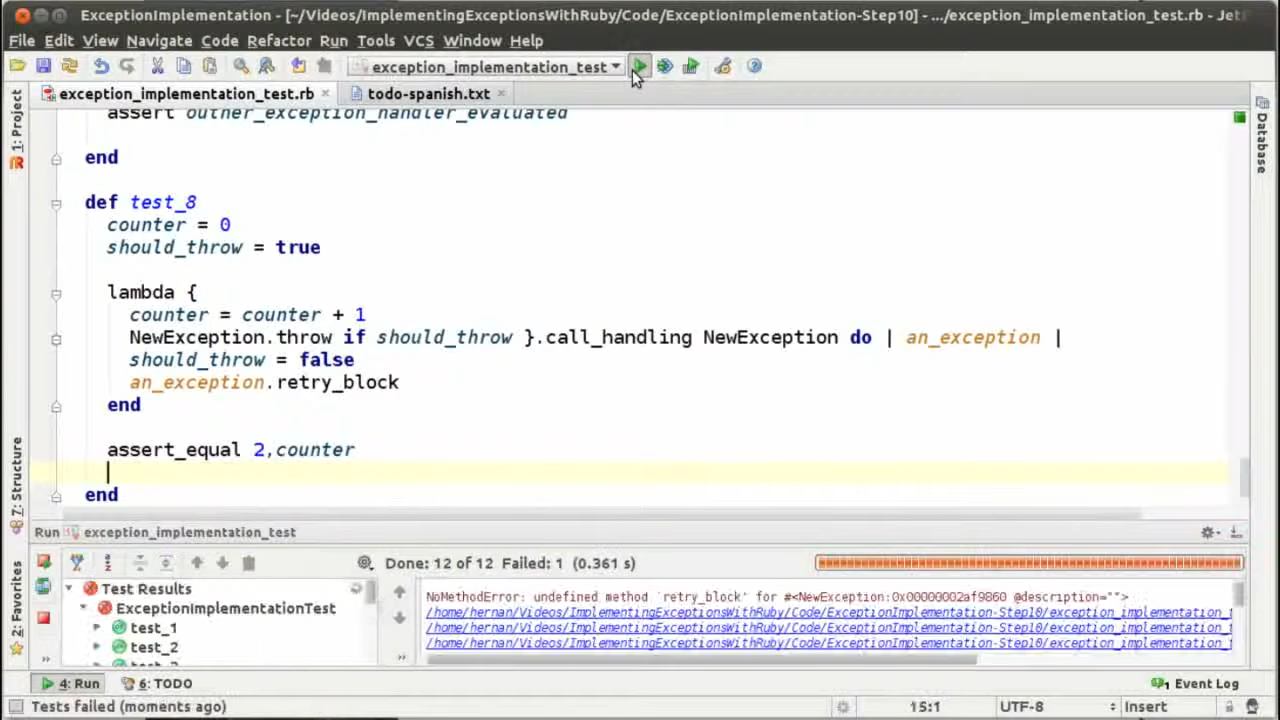 ExceptionImplementation - [~/Videos/ImplementingExceptionsWithRuby/Code/ExceptionImplementation-Step10] - .../exception_implementation_test.rb - Jet
File Edit View Navigate Code Refactor Run Tools VCS Window Help
exception_implementation_test
exception_implementation_test.rb todo-spanish.txt
1: Project
Database
assert outher_exception_handler_evaluated
end
def test_8
counter = 0
should_throw = true
lambda {
counter = counter + 1
NewException.throw if should_throw }.call_handling NewException do | an_exception |
should_throw = false
an_exception.retry_block
end
assert_equal 2,counter
end
7: Structure
2: Favorites
Run exception_implementation_test
Done: 12 of 12 Failed: 1 (0.361 s)
Test Results
ExceptionImplementationTest
test_1
test_2
NoMethodError: undefined method `retry_block' for #<NewException:0x00000002af9860 @description="">
/home/hernan/Videos/ImplementingExceptionsWithRuby/Code/ExceptionImplementation-Step10/exception_implementation_
/home/hernan/Videos/ImplementingExceptionsWithRuby/Code/ExceptionImplementation-Step10/exception_implementation_
/home/hernan/Videos/ImplementingExceptionsWithRuby/Code/ExceptionImplementation-Step10/exception_implementation_
4: Run 6: TODO 1 Event Log
Tests failed (moments ago) 15:1 UTF-8 Insert